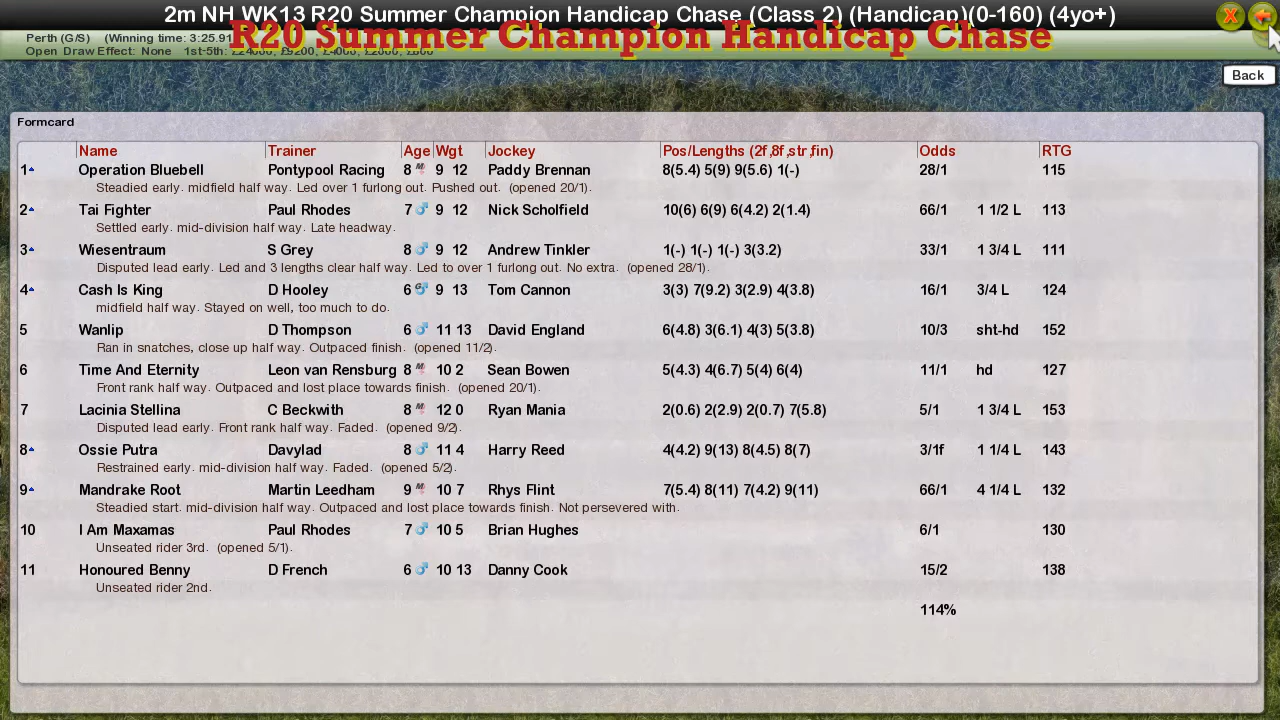 2m NH WK13 R20 Summer Champion Handicap Chase (Class 2) (Handicap)(0-160) (4yo+)
R20 Summer Champion Handicap Chase
Perth (G/S) (Winning time: 3:25.91
Open Draw Effect: None 1st-5th: £24000, £9200, £4000, £2000, £800
X
Back
Formcard
Name Trainer Age Wgt Jockey Pos/Lengths (2f,8f,str,fin) Odds RTG
1 Operation Bluebell Pontypool Racing 8 9 12 Paddy Brennan 8(5.4) 5(9) 9(5.6) 1(-) 28/1 115
Steadied early. midfield half way. Led over 1 furlong out. Pushed out. (opened 20/1).
2 Tai Fighter Paul Rhodes 7 9 12 Nick Scholfield 10(6) 6(9) 6(4.2) 2(1.4) 66/1 1 1/2 L 113
Settled early. mid-division half way. Late headway.
3 Wiesentraum S Grey 8 9 12 Andrew Tinkler 1(-) 1(-) 1(-) 3(3.2) 33/1 1 3/4 L 111
Disputed lead early. Led and 3 lengths clear half way. Led to over 1 furlong out. No extra. (opened 28/1).
4 Cash Is King D Hooley 6 9 13 Tom Cannon 3(3) 7(9.2) 3(2.9) 4(3.8) 16/1 3/4 L 124
midfield half way. Stayed on well, too much to do.
5 Wanlip D Thompson 6 11 13 David England 6(4.8) 3(6.1) 4(3) 5(3.8) 10/3 sht-hd 152
Ran in snatches, close up half way. Outpaced finish. (opened 11/2).
6 Time And Eternity Leon van Rensburg 8 10 2 Sean Bowen 5(4.3) 4(6.7) 5(4) 6(4) 11/1 hd 127
Front rank half way. Outpaced and lost place towards finish. (opened 20/1).
7 Lacinia Stellina C Beckwith 8 12 0 Ryan Mania 2(0.6) 2(2.9) 2(0.7) 7(5.8) 5/1 1 3/4 L 153
Disputed lead early. Front rank half way. Faded. (opened 9/2).
8 Ossie Putra Davylad 8 11 4 Harry Reed 4(4.2) 9(13) 8(4.5) 8(7) 3/1f 1 1/4 L 143
Restrained early. mid-division half way. Faded. (opened 5/2).
9 Mandrake Root Martin Leedham 9 10 7 Rhys Flint 7(5.4) 8(11) 7(4.2) 9(11) 66/1 4 1/4 L 132
Steadied start. mid-division half way. Outpaced and lost place towards finish. Not persevered with.
10 I Am Maxamas Paul Rhodes 7 10 5 Brian Hughes 6/1 130
Unseated rider 3rd. (opened 5/1).
11 Honoured Benny D French 6 10 13 Danny Cook 15/2 138
Unseated rider 2nd.
114%